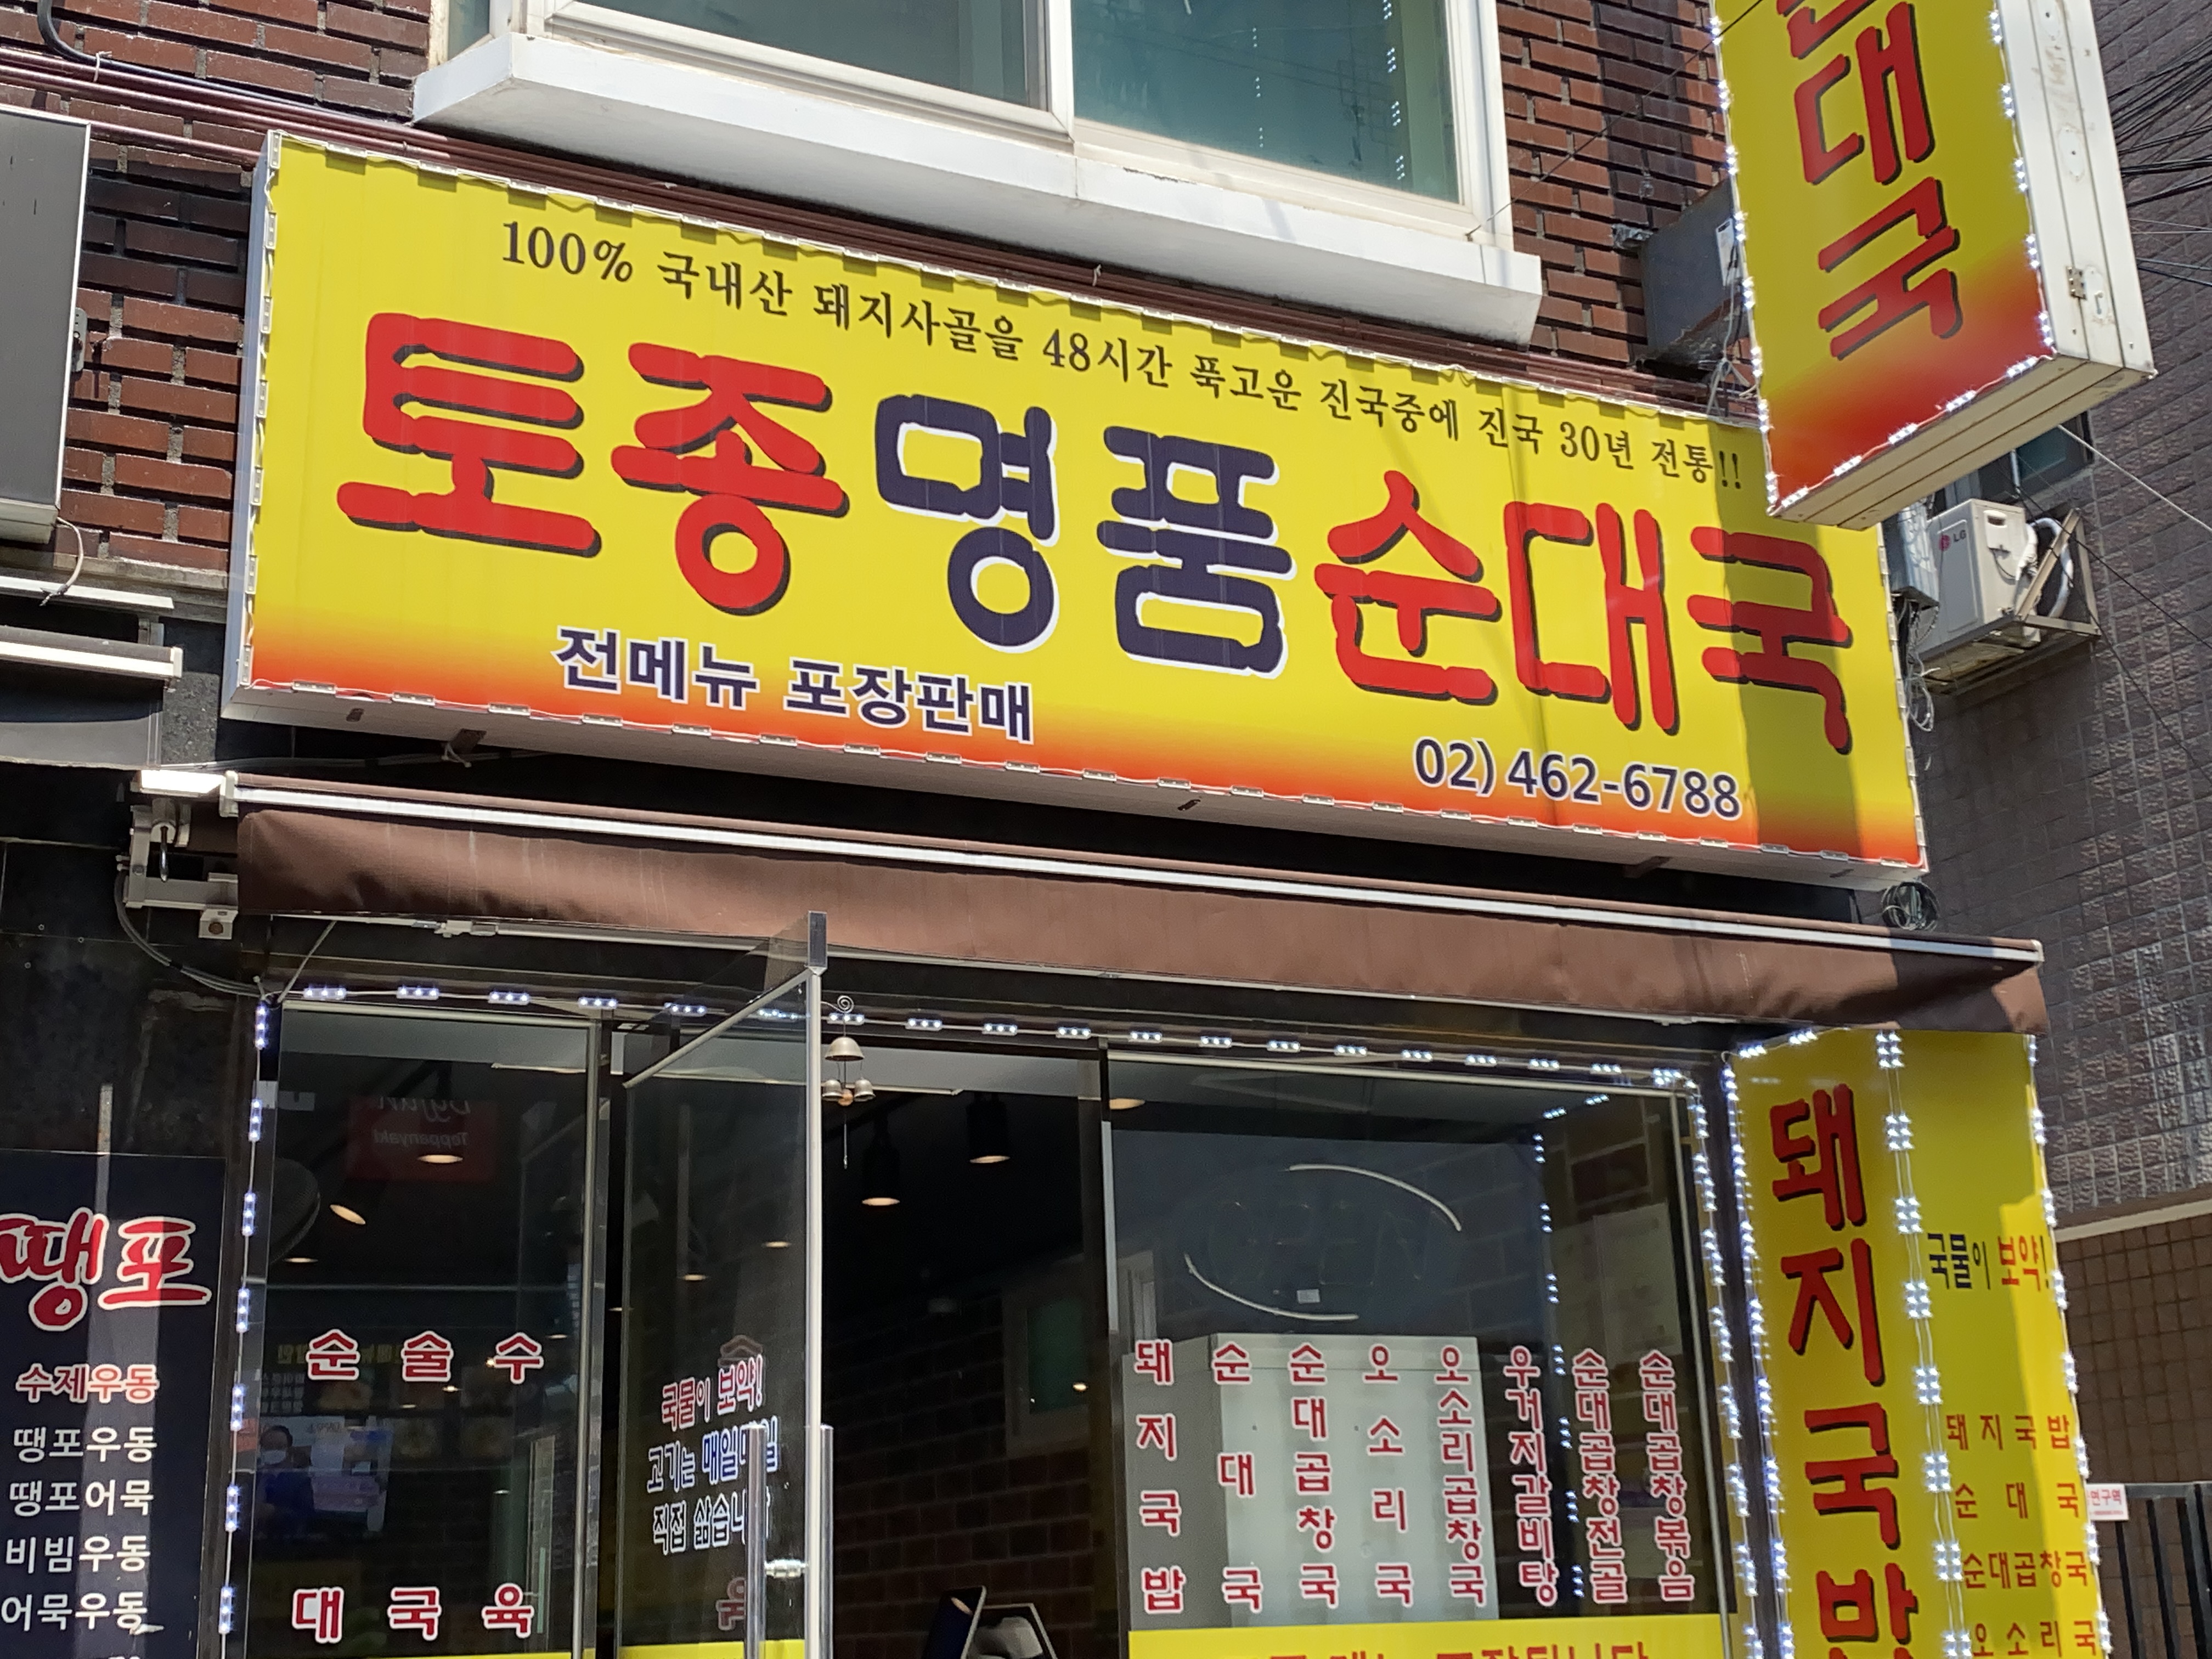 대국
100% 국내산 돼지사골을 48시간 푹고운 진국중에 진국 30년 전통!!
토종명품순대국
전메뉴 포장판매
02) 462-6788
LG
땡포
수제우동
땡포우동
땡포어묵
비빔우동
어묵우동
순대
술국
수육
국물이 보약!
고기는 매일매일
직접
돼지국밥
순대국
순대곱창국
오소리국
오소리곱창국
우거지갈비탕
순대곱창전골
순대곱창볶음
돼지국밥
국물이 보약!
돼지국밥
순대국
순대곱창국
오소리국